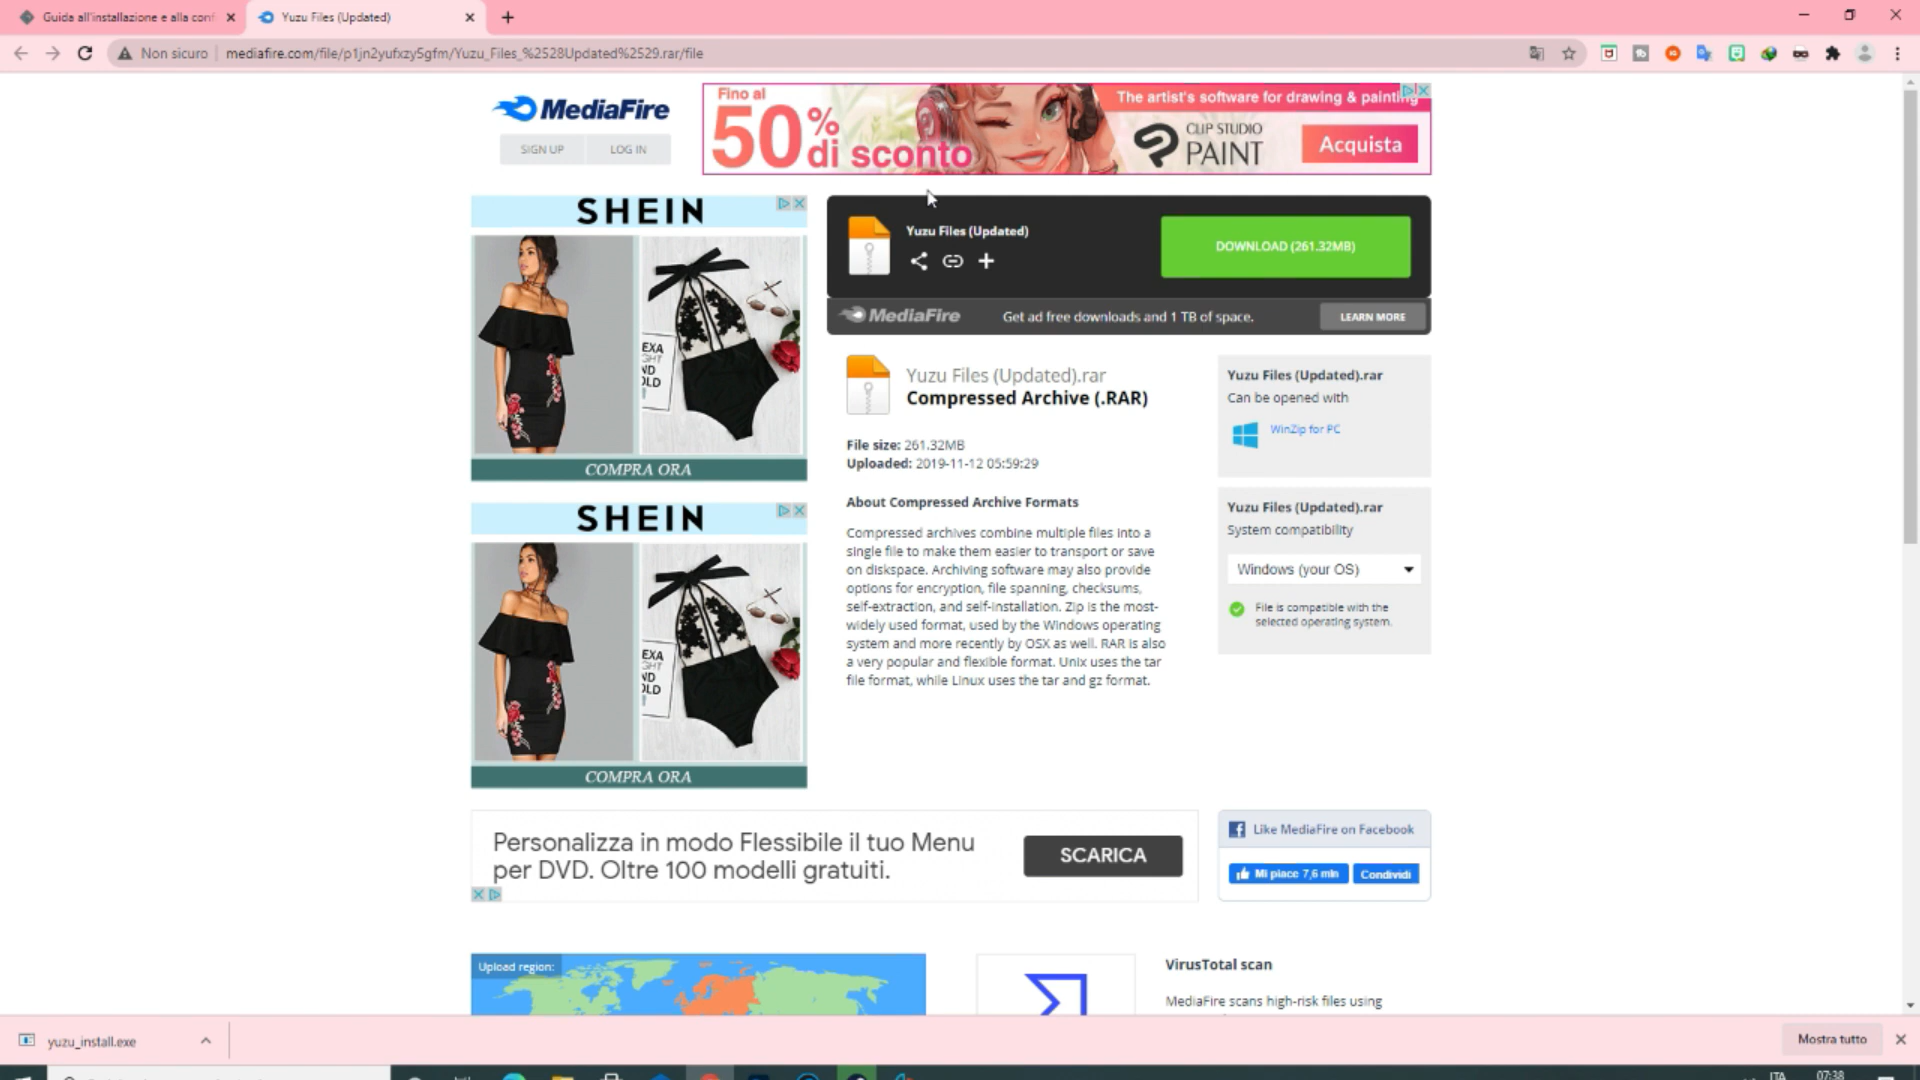 Guida all'installazione e alla conf
Yuzu Files (Updated)
Non sicuro
mediafire.com/file/p1jn2yufxzy5gfm/Yuzu_Files_%2528Updated%2529.rar/file
MediaFire
SIGN UP
LOG IN
Fino al
50% di sconto
The artist's software for drawing & painting
CLIP STUDIO
PAINT
Acquista
SHEIN
EXA
COMPRA ORA
Yuzu Files (Updated)
DOWNLOAD (261.32MB)
MediaFire
Get ad free downloads and 1 TB of space.
LEARN MORE
Yuzu Files (Updated).rar
Compressed Archive (.RAR)
File size: 261.32MB
Uploaded: 2019-11-12 05:59:29
About Compressed Archive Formats
Compressed archives combine multiple files into a
single file to make them easier to transport or save
on diskspace. Archiving software may also provide
options for encryption, file spanning, checksums,
self-extraction, and self-installation. Zip is the most-
widely used format, used by the Windows operating
system and more recently by OSX as well. RAR is also
a very popular and flexible format. Unix uses the tar
file format, while Linux uses the tar and gz format.
Yuzu Files (Updated).rar
Can be opened with
WinZip for PC
Yuzu Files (Updated).rar
System compatibility
Windows (your OS)
File is compatible with the
selected operating system.
SHEIN
EXA
COMPRA ORA
Personalizza in modo Flessibile il tuo Menu
per DVD. Oltre 100 modelli gratuiti.
SCARICA
Like MediaFire on Facebook
Mi piace 7,6 mln
Condividi
Upload region:
VirusTotal scan
MediaFire scans high-risk files using
yuzu_install.exe
Mostra tutto
ITA
07:38